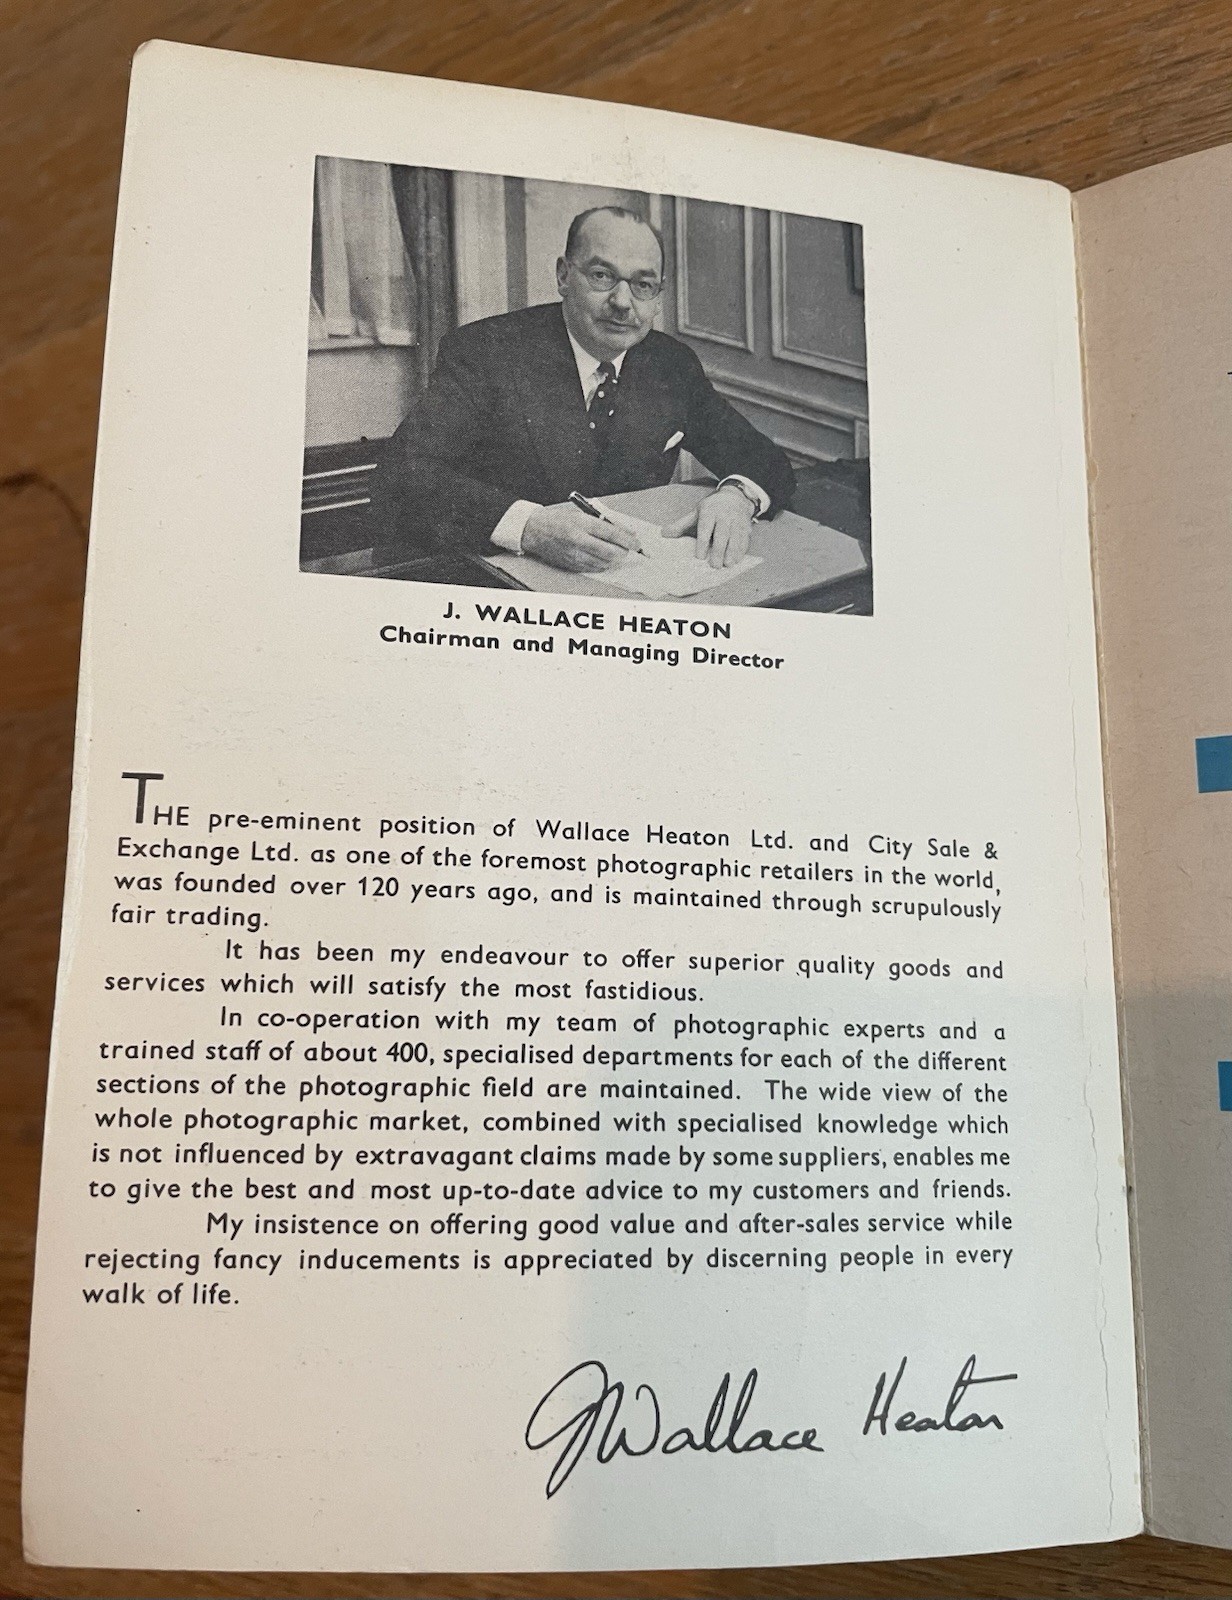 J. WALLACE HEATON
Chairman and Managing Director
THE pre-eminent position of Wallace Heaton Ltd. and City Sale &
Exchange Ltd. as one of the foremost photographic retailers in the world,
was founded over 120 years ago, and is maintained through scrupulously
fair trading.
It has been my endeavour to offer superior quality goods and
services which will satisfy the most fastidious.
In co-operation with my team of photographic experts and a
trained staff of about 400, specialised departments for each of the different
sections of the photographic field are maintained. The wide view of the
whole photographic market, combined with specialised knowledge which
is not influenced by extravagant claims made by some suppliers, enables me
to give the best and most up-to-date advice to my customers and friends.
My insistence on offering good value and after-sales service while
rejecting fancy inducements is appreciated by discerning people in every
walk of life.
J Wallace Heaton